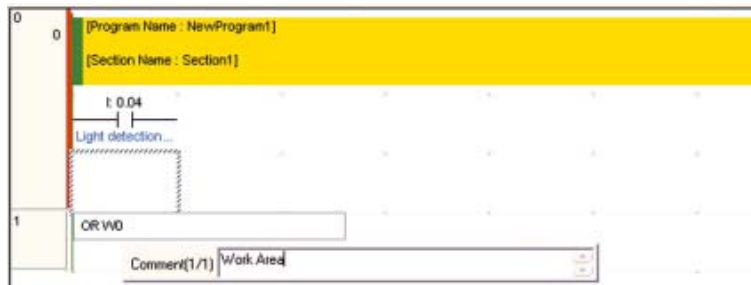 0
0
[Program Name : NewProgram1]
[Section Name : Section1]
I: 0.04
Light detection...
1
OR W0
Comment(1/1) Work Area